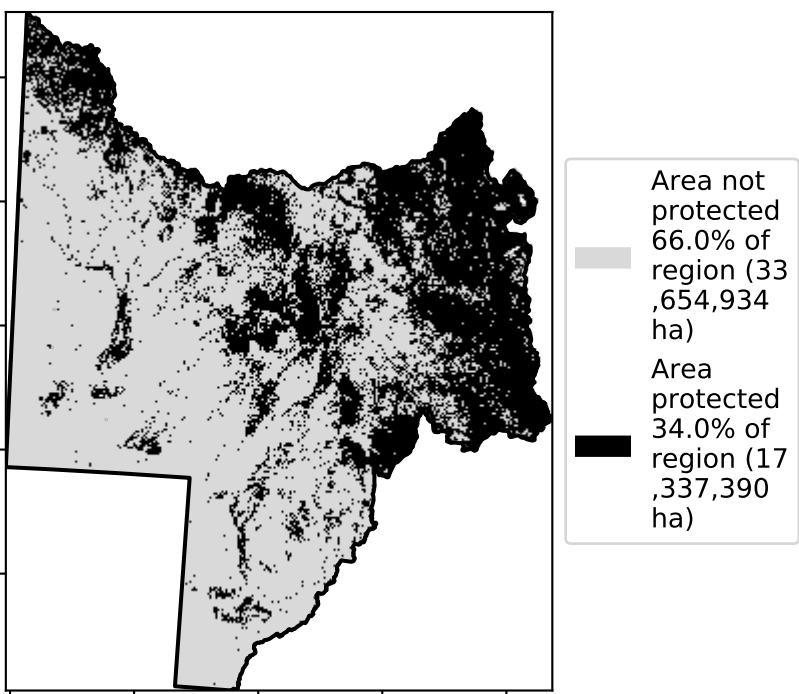 Area not
protected
66.0% of
region (33
,654,934
ha)
Area
protected
34.0% of
region (17
,337,390
ha)